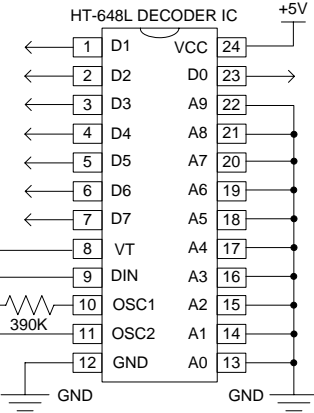 HT-648L DECODER IC
+5V
1 D1 VCC 24
2 D2 D0 23
3 D3 A9 22
4 D4 A8 21
5 D5 A7 20
6 D6 A6 19
7 D7 A5 18
8 VT A4 17
9 DIN A3 16
10 OSC1 A2 15
390K
11 OSC2 A1 14
12 GND A0 13
GND GND